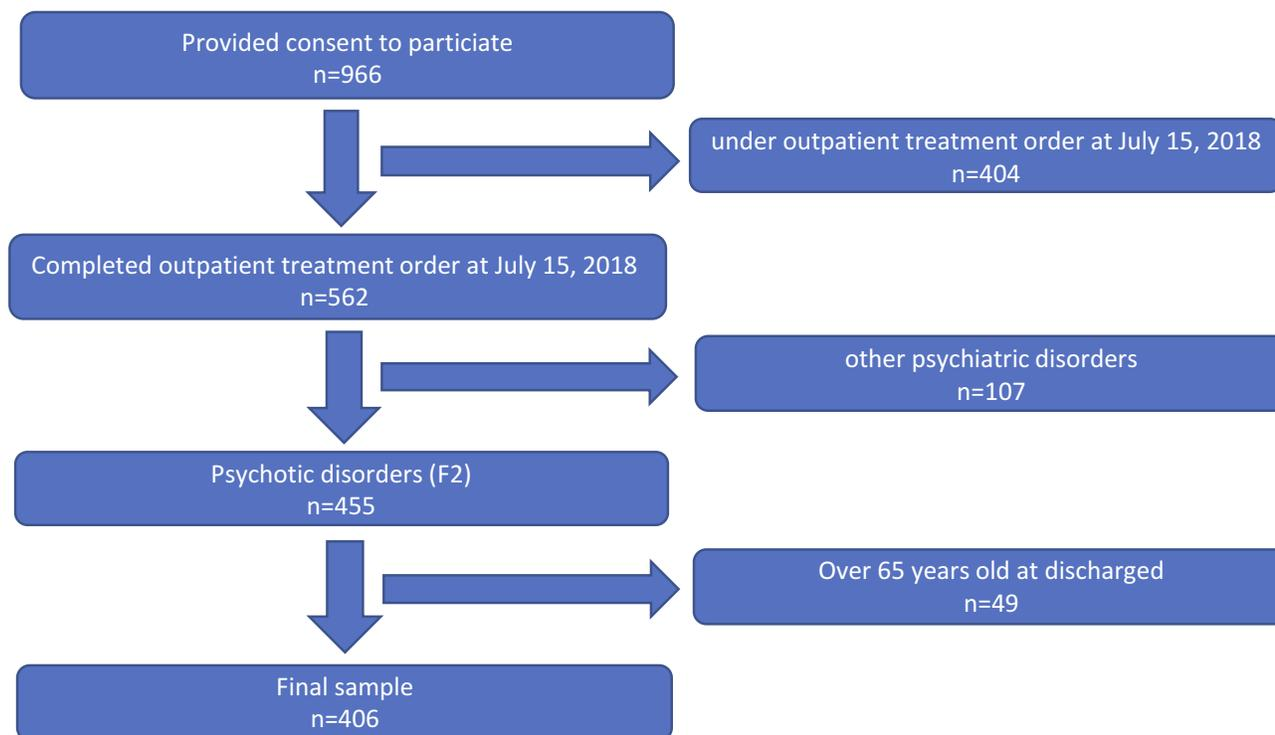 Provided consent to particiate
n=966
under outpatient treatment order at July 15, 2018
n=404
Completed outpatient treatment order at July 15, 2018
n=562
other psychiatric disorders
n=107
Psychotic disorders (F2)
n=455
Over 65 years old at discharged
n=49
Final sample
n=406